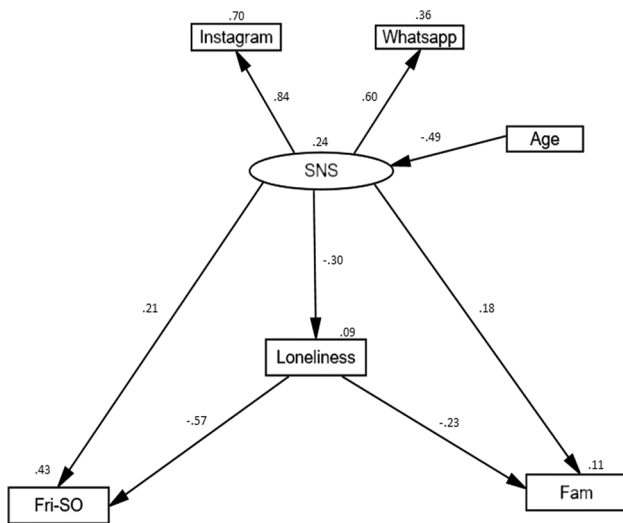 .70
.36
Instagram
Whatsapp
.84
.60
.24
-.49
Age
SNS
-.30
.21
.18
.09
Loneliness
-.57
-.23
.43
.11
Fri-SO
Fam